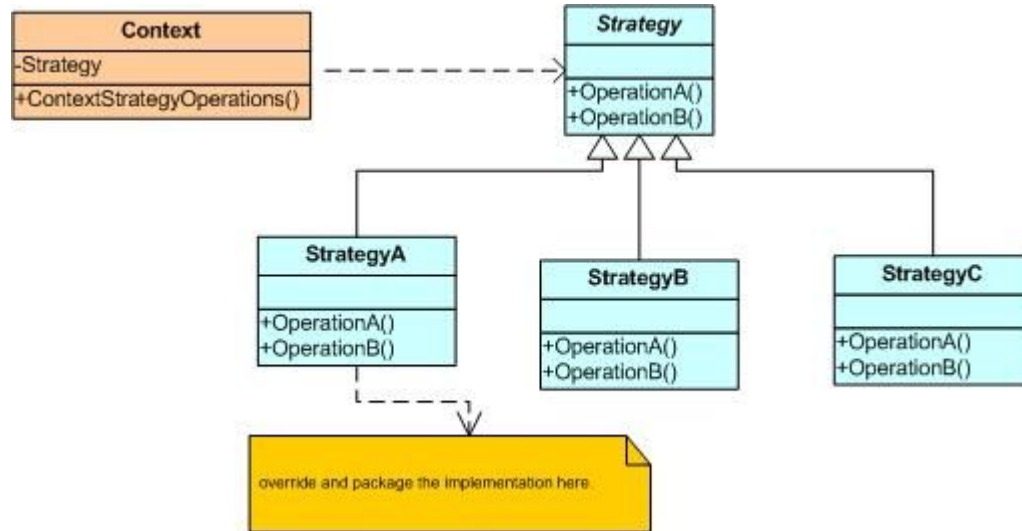 Context
-Strategy
+ContextStrategyOperations()
Strategy
+OperationA()
+OperationB()
StrategyA
+OperationA()
+OperationB()
StrategyB
+OperationA()
+OperationB()
StrategyC
+OperationA()
+OperationB()
override and package the implementation here.